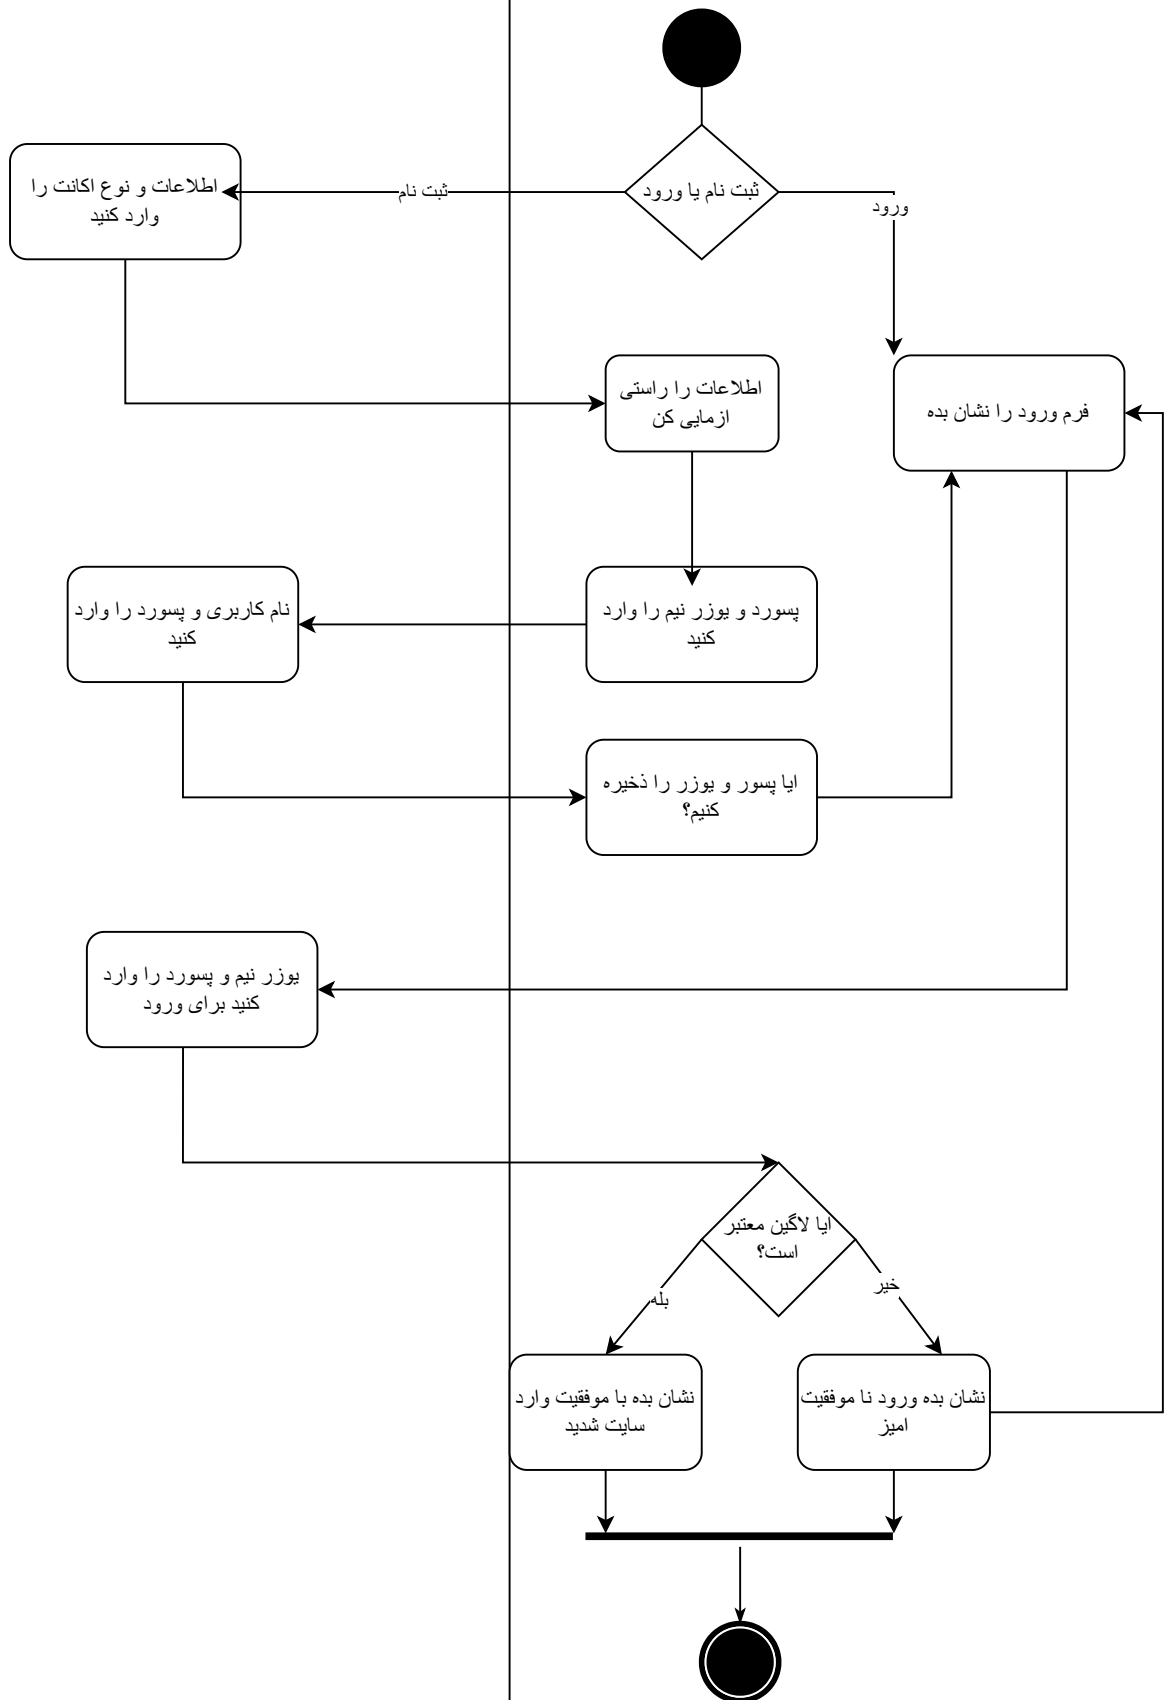 ثبت نام یا ورود
ثبت نام
ورود
اطلاعات و نوع اکانت را
وارد کنید
اطلاعات را راستی
ازمایی کن
فرم ورود را نشان بده
پسورد و یوزر نیم را وارد
کنید
نام کاربری و پسورد را وارد
کنید
ایا پسور و یوزر را ذخیره
کنیم؟
یوزر نیم و پسورد را وارد
کنید برای ورود
ایا لاگین معتبر
است؟
بله
خیر
نشان بده با موفقیت وارد
سایت شدید
نشان بده ورود نا موفقیت
امیز